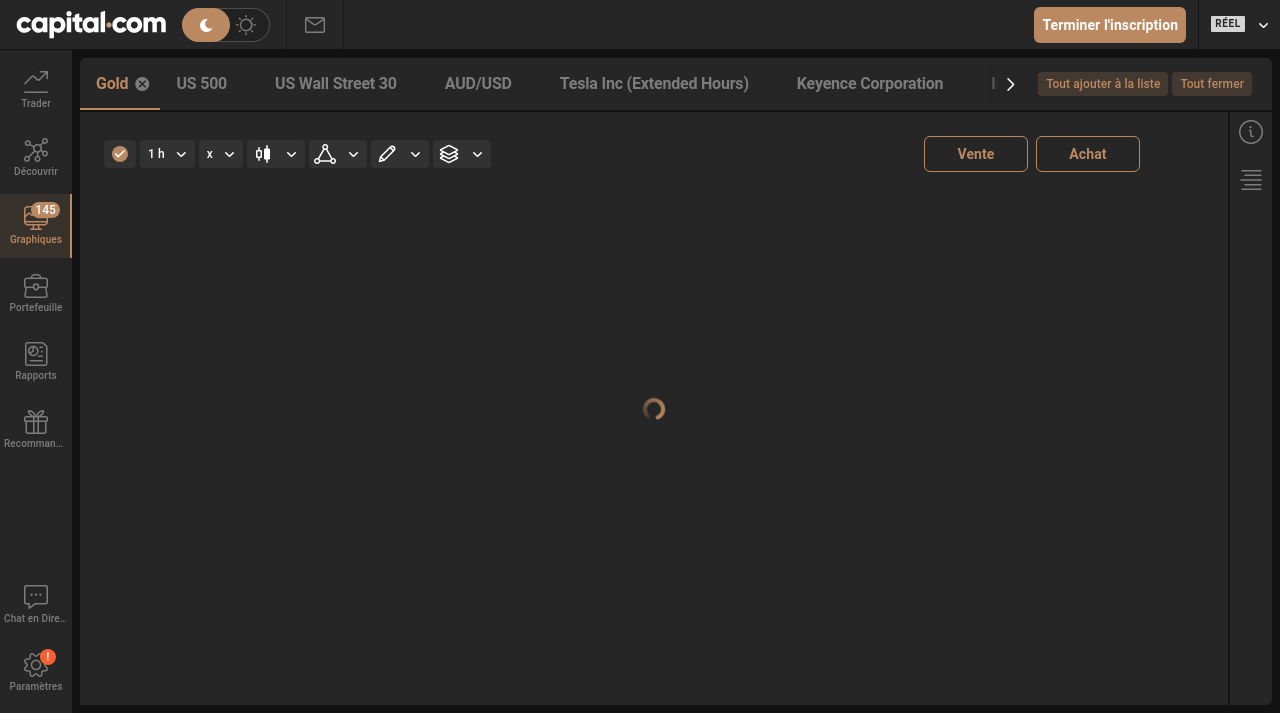 capital.com
Terminer l'inscription
RÉEL
Trader
Découvrir
145
Graphiques
Portefeuille
Rapports
Recomman...
Chat en Dire...
!
Paramètres
Gold
US 500
US Wall Street 30
AUD/USD
Tesla Inc (Extended Hours)
Keyence Corporation
Tout ajouter à la liste
Tout fermer
1 h
x
Vente
Achat